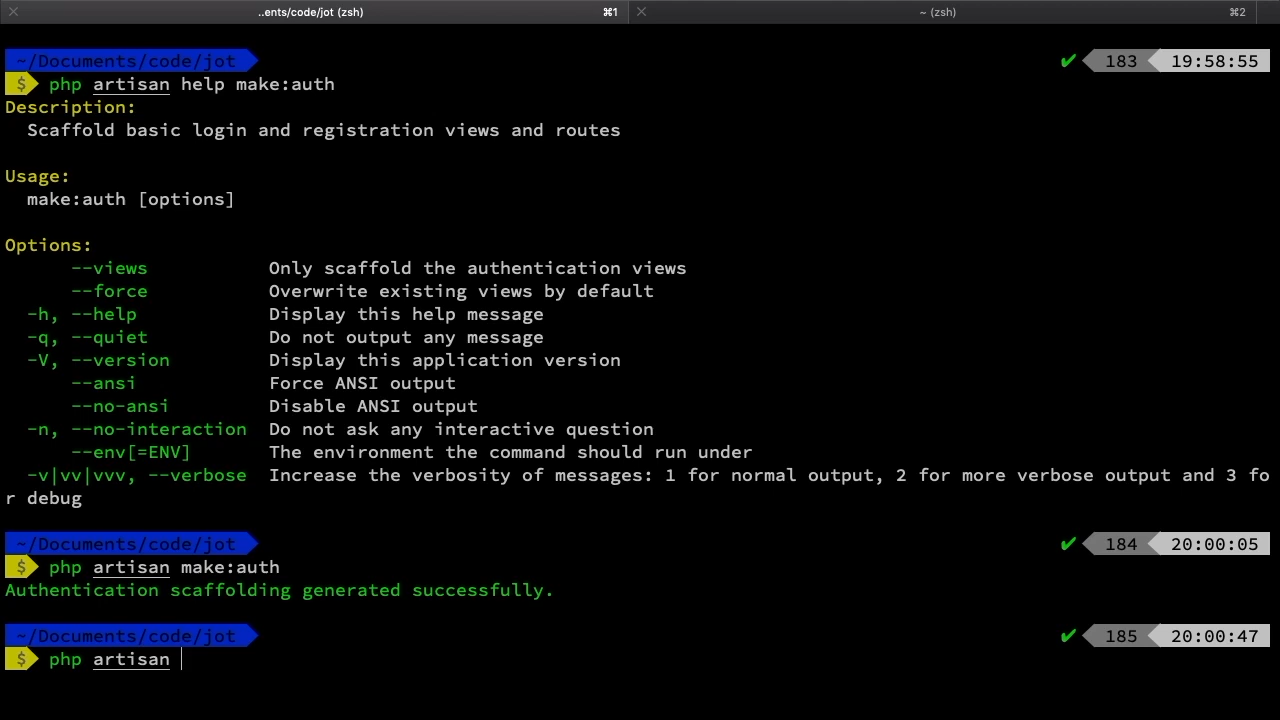 ..ents/code/jot (zsh) ⌘1 ~ (zsh) ⌘2
~/Documents/code/jot ✔ 183 19:58:55
$ php artisan help make:auth
Description:
Scaffold basic login and registration views and routes
Usage:
make:auth [options]
Options:
--views Only scaffold the authentication views
--force Overwrite existing views by default
-h, --help Display this help message
-q, --quiet Do not output any message
-V, --version Display this application version
--ansi Force ANSI output
--no-ansi Disable ANSI output
-n, --no-interaction Do not ask any interactive question
--env[=ENV] The environment the command should run under
-v|vv|vvv, --verbose Increase the verbosity of messages: 1 for normal output, 2 for more verbose output and 3 fo
r debug
~/Documents/code/jot ✔ 184 20:00:05
$ php artisan make:auth
Authentication scaffolding generated successfully.
~/Documents/code/jot ✔ 185 20:00:47
$ php artisan